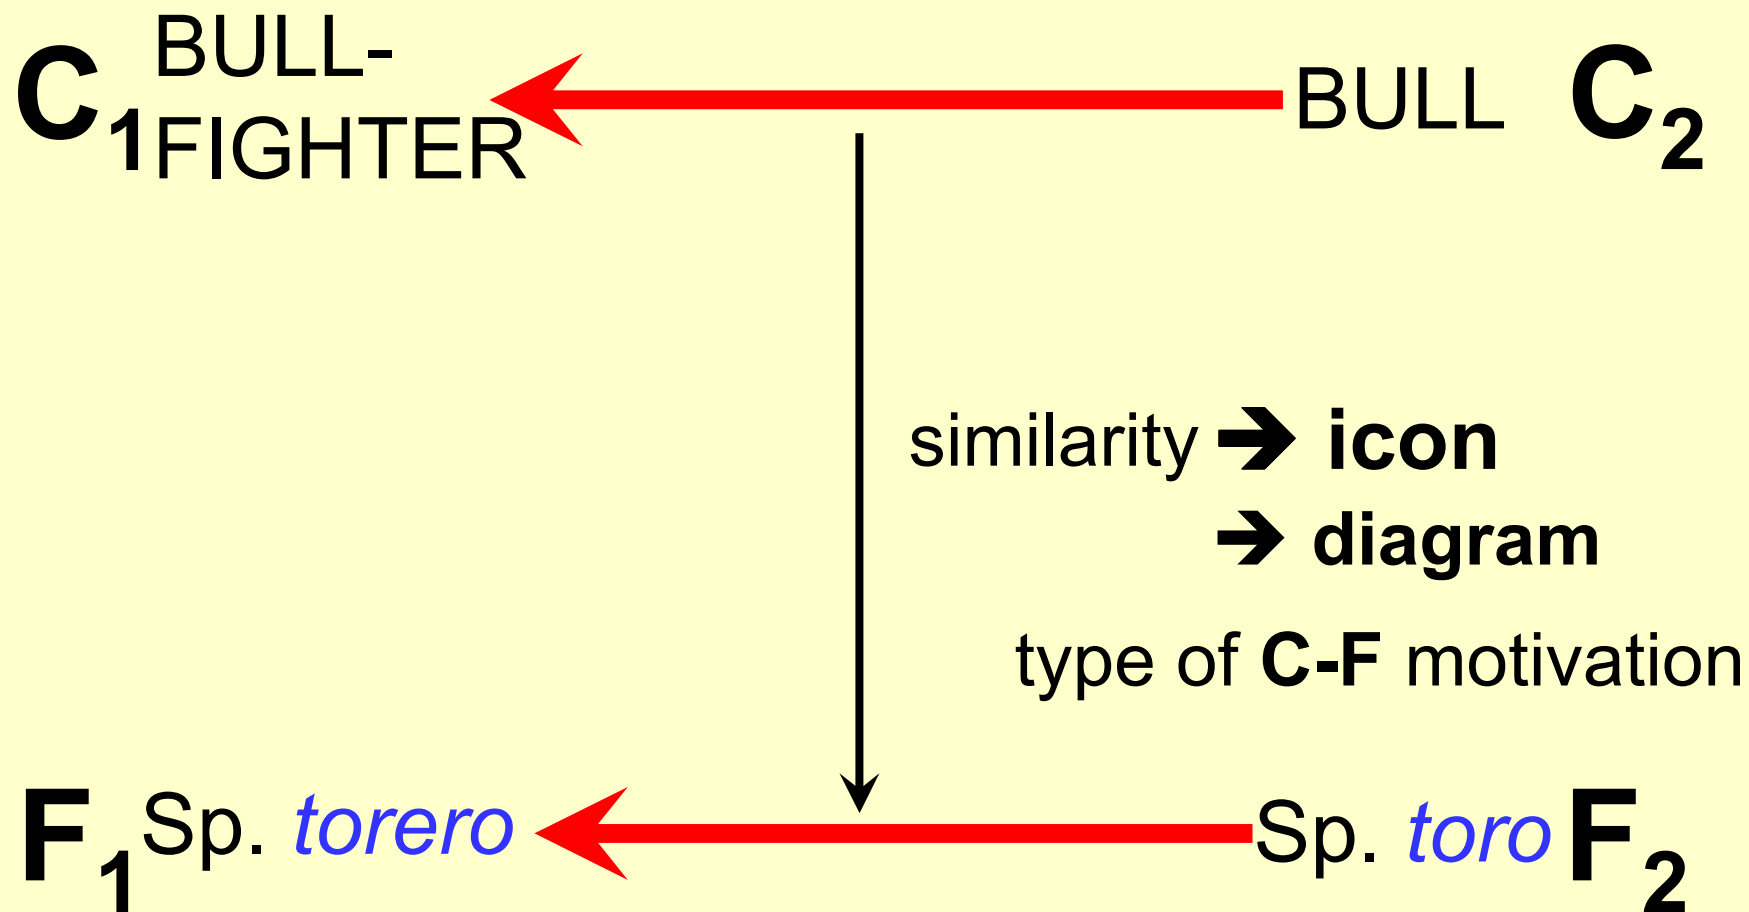 C1 BULL-
FIGHTER
BULL C2
similarity ➔ icon
➔ diagram
type of C-F motivation
F1 Sp. torero
Sp. toro F2